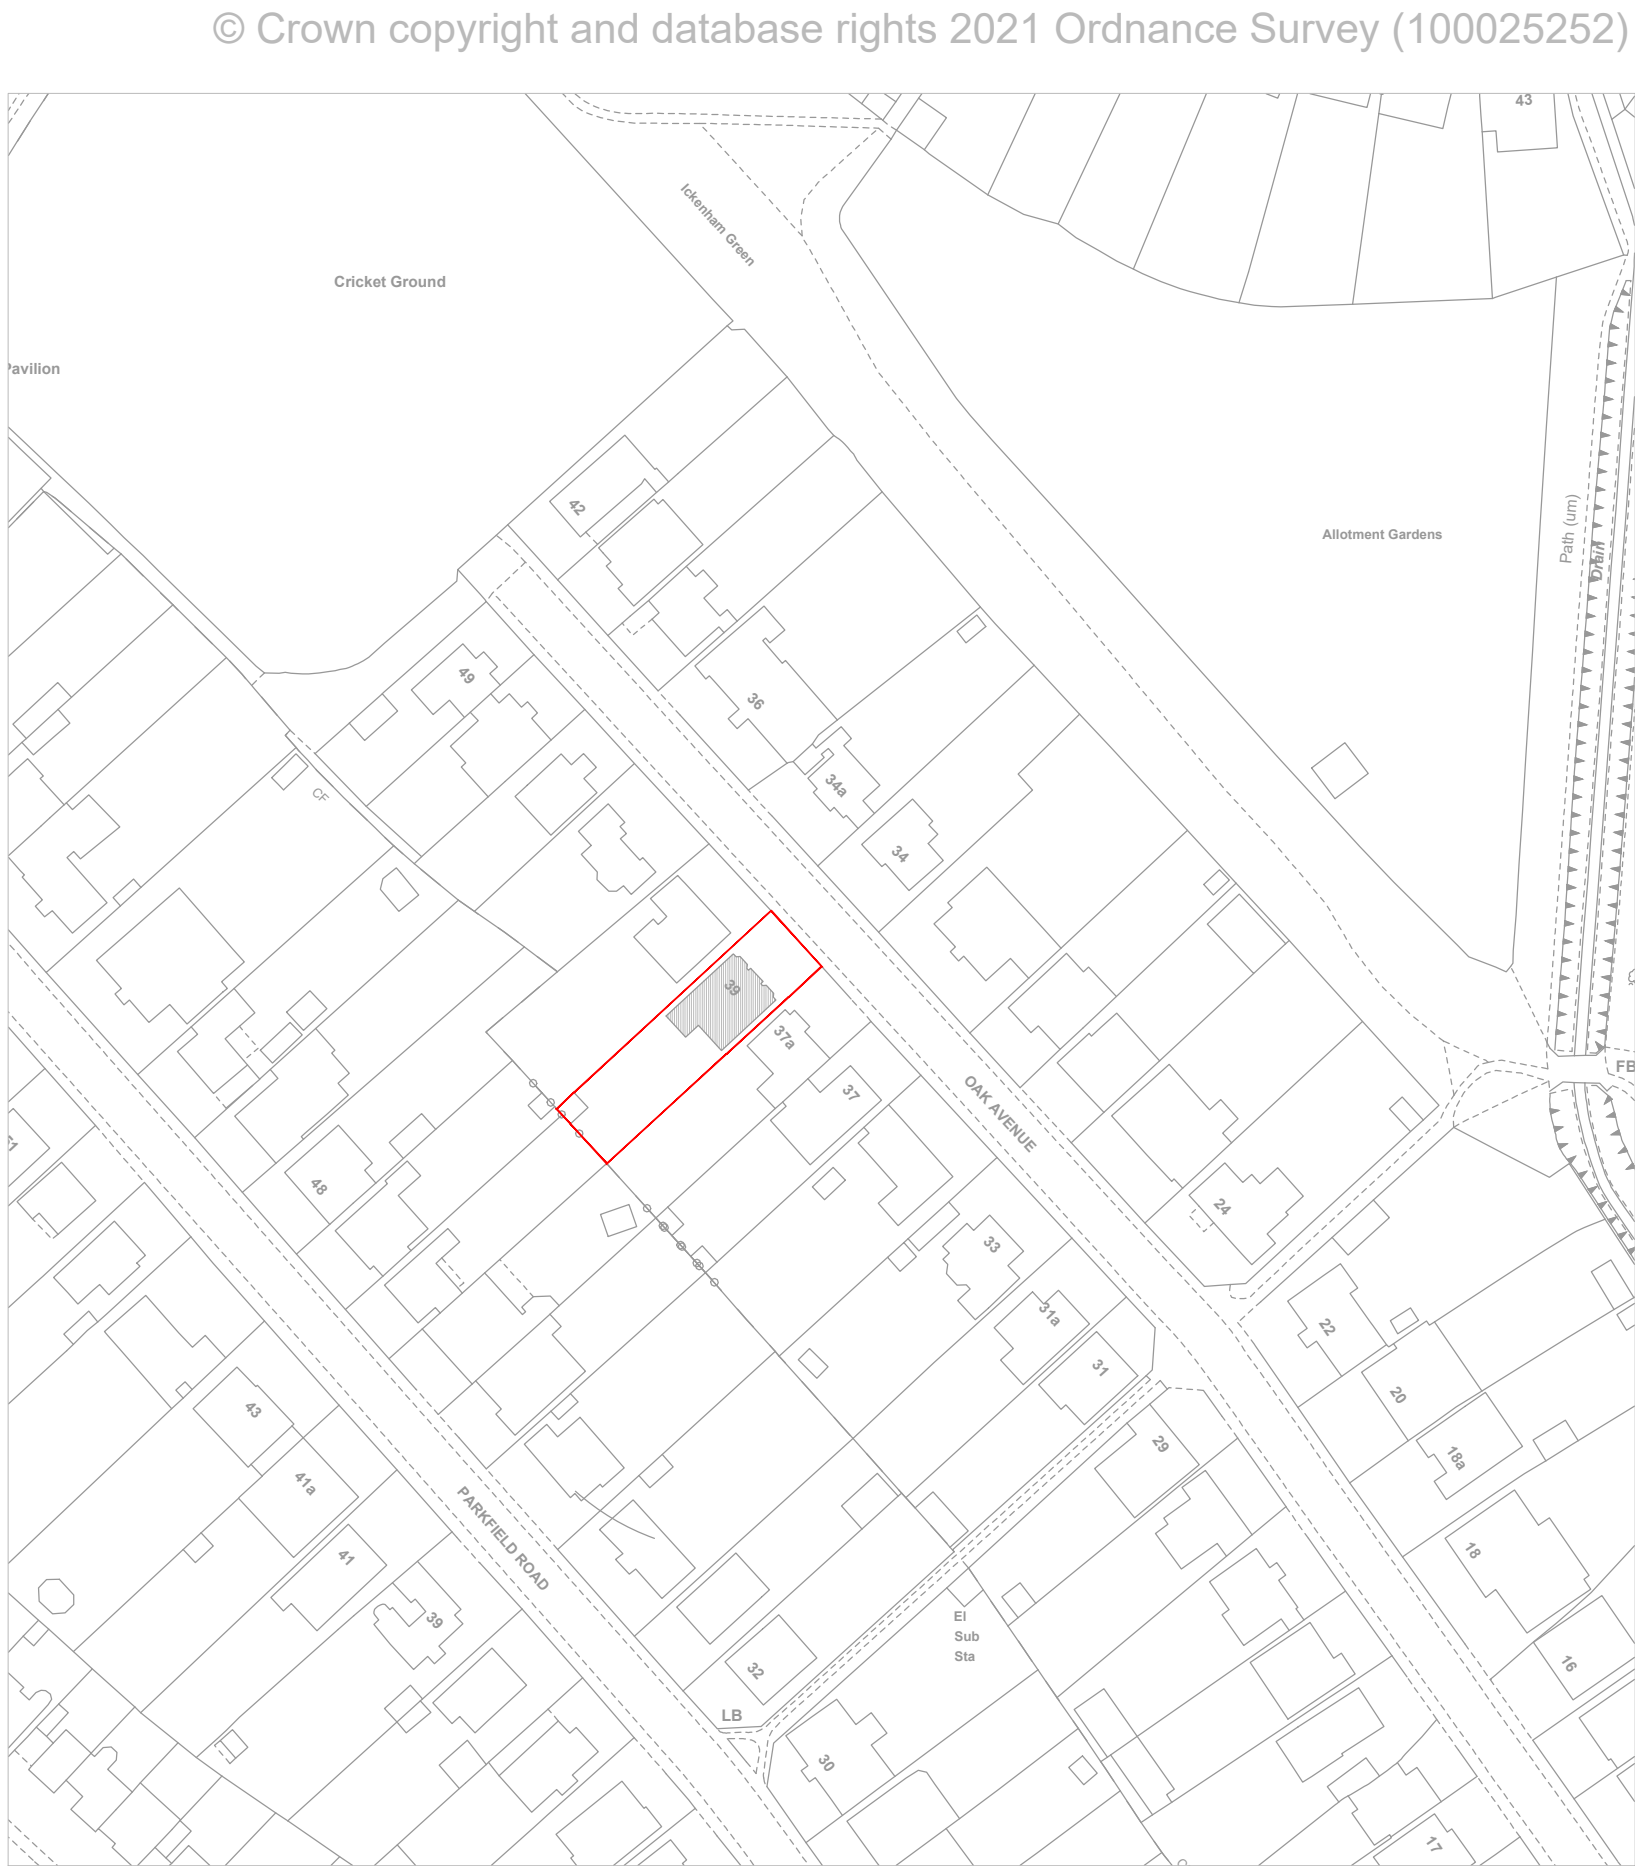 © Crown copyright and database rights 2021 Ordnance Survey (100025252)
43
Ickenham Green
Cricket Ground
Pavilion
42
Allotment Gardens
Path (um)
Drain
49
36
34a
CF
34
39
37a
37
OAK AVENUE
FB
51
48
24
33
31a
22
31
20
43
29
18a
41a
PARKFIELD ROAD
18
41
39
El
Sub
Sta
32
16
LB
30
17